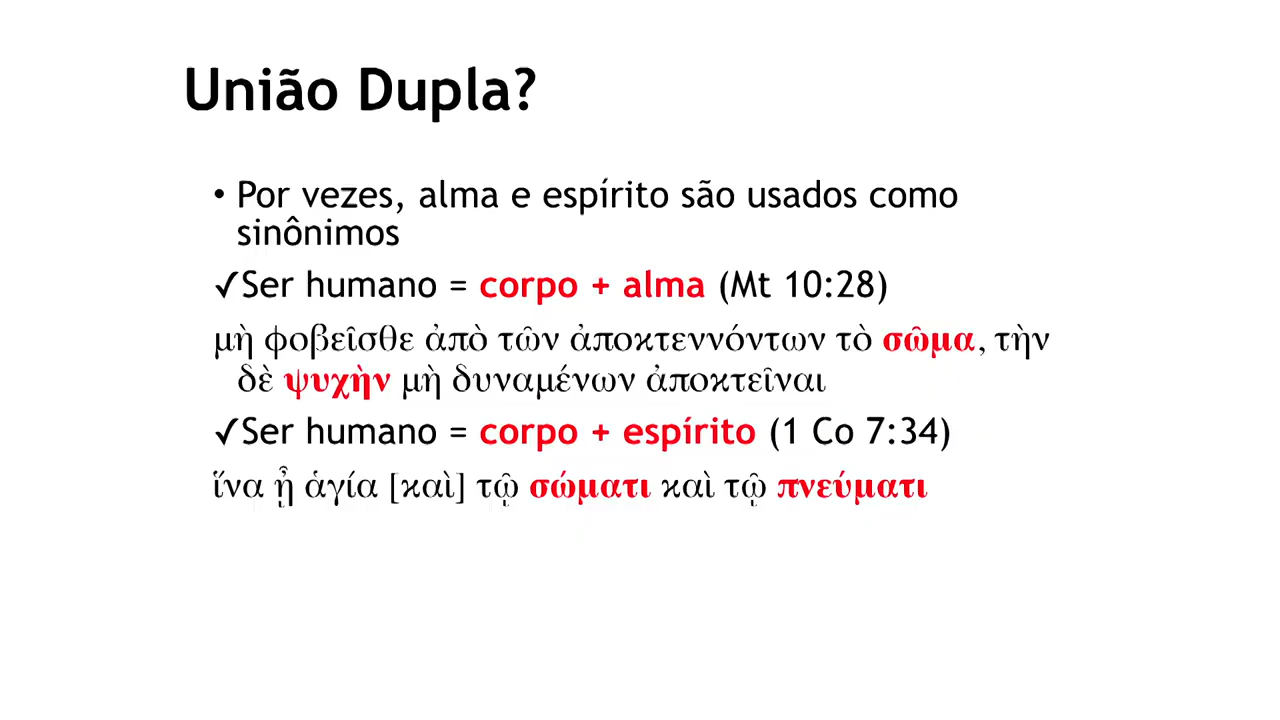 União Dupla?
• Por vezes, alma e espírito são usados como
sinônimos
✓Ser humano = corpo + alma (Mt 10:28)
μὴ φοβεῖσθε ἀπὸ τῶν ἀποκτεννόντων τὸ σῶμα, τὴν
δὲ ψυχὴν μὴ δυναμένων ἀποκτεῖναι
✓Ser humano = corpo + espírito (1 Co 7:34)
ἵνα ᾖ ἁγία [καὶ] τῷ σώματι καὶ τῷ πνεύματι